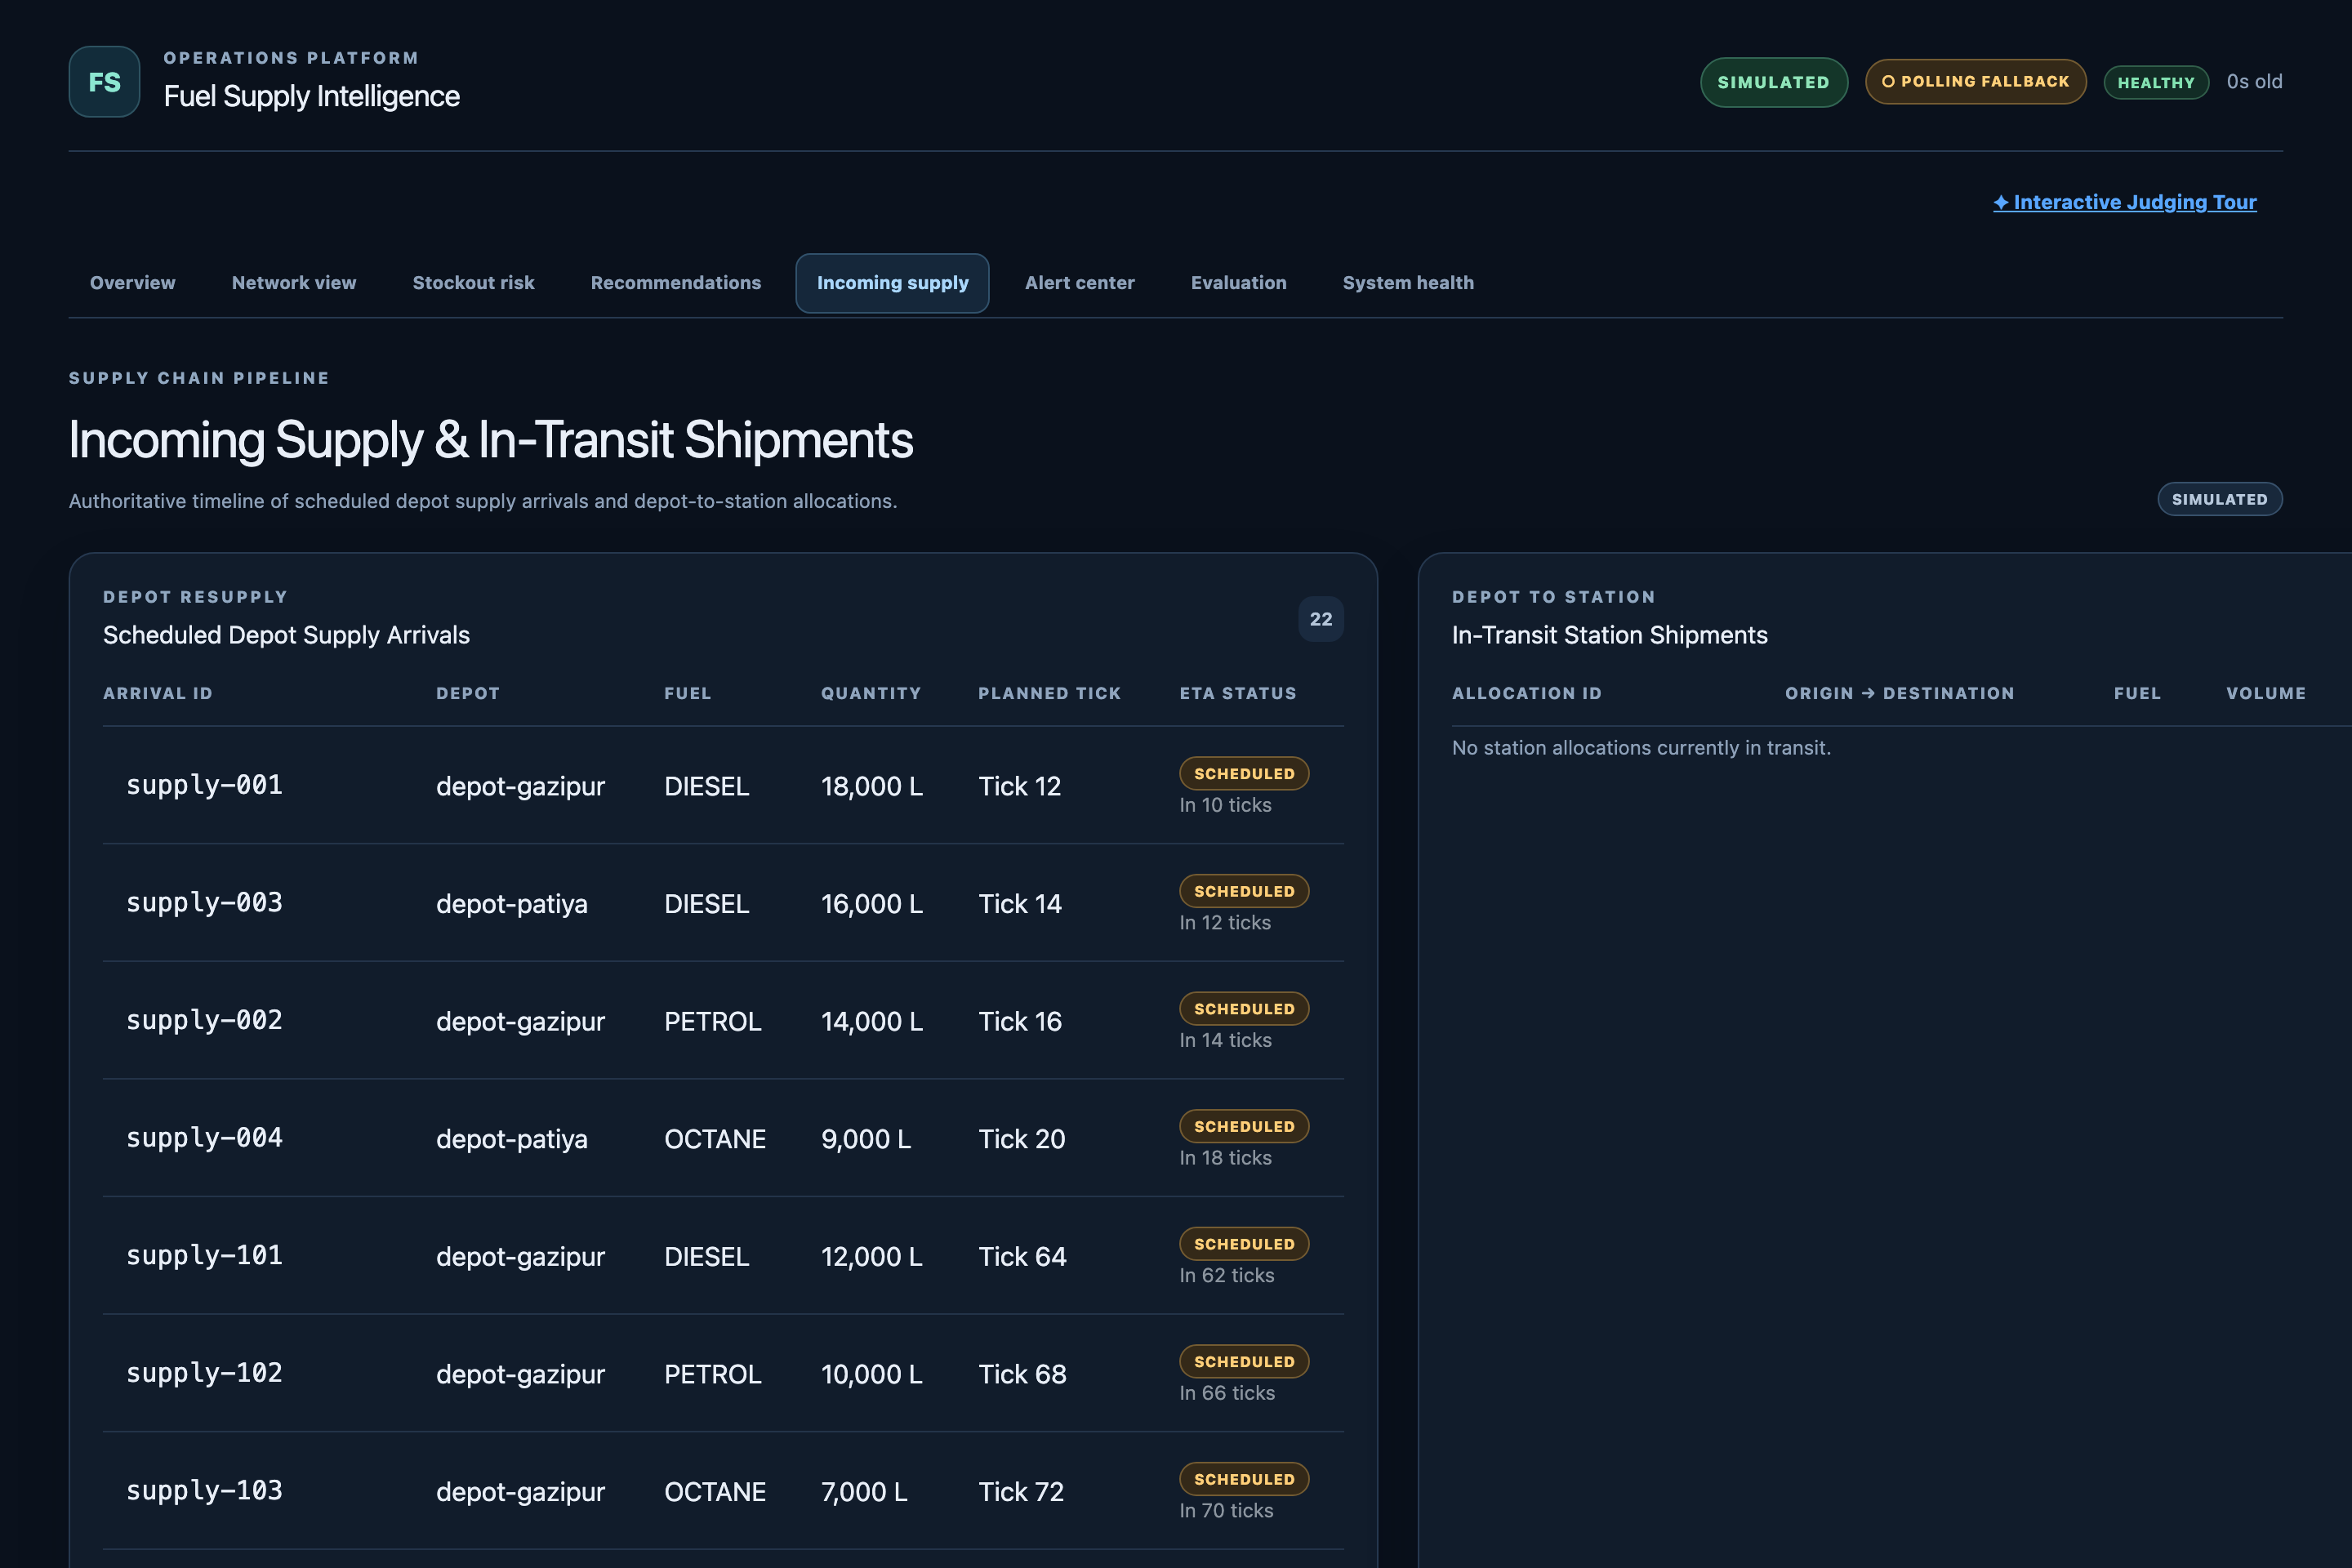 FS
OPERATIONS PLATFORM
Fuel Supply Intelligence
SIMULATED
POLLING FALLBACK
HEALTHY
0s old
✦ Interactive Judging Tour
Overview
Network view
Stockout risk
Recommendations
Incoming supply
Alert center
Evaluation
System health
SUPPLY CHAIN PIPELINE
Incoming Supply & In-Transit Shipments
Authoritative timeline of scheduled depot supply arrivals and depot-to-station allocations.
SIMULATED
DEPOT RESUPPLY
Scheduled Depot Supply Arrivals
22
ARRIVAL ID DEPOT FUEL QUANTITY PLANNED TICK ETA STATUS
supply-001 depot-gazipur DIESEL 18,000 L Tick 12 SCHEDULED
In 10 ticks
supply-003 depot-patiya DIESEL 16,000 L Tick 14 SCHEDULED
In 12 ticks
supply-002 depot-gazipur PETROL 14,000 L Tick 16 SCHEDULED
In 14 ticks
supply-004 depot-patiya OCTANE 9,000 L Tick 20 SCHEDULED
In 18 ticks
supply-101 depot-gazipur DIESEL 12,000 L Tick 64 SCHEDULED
In 62 ticks
supply-102 depot-gazipur PETROL 10,000 L Tick 68 SCHEDULED
In 66 ticks
supply-103 depot-gazipur OCTANE 7,000 L Tick 72 SCHEDULED
In 70 ticks
DEPOT TO STATION
In-Transit Station Shipments
ALLOCATION ID ORIGIN → DESTINATION FUEL VOLUME
No station allocations currently in transit.